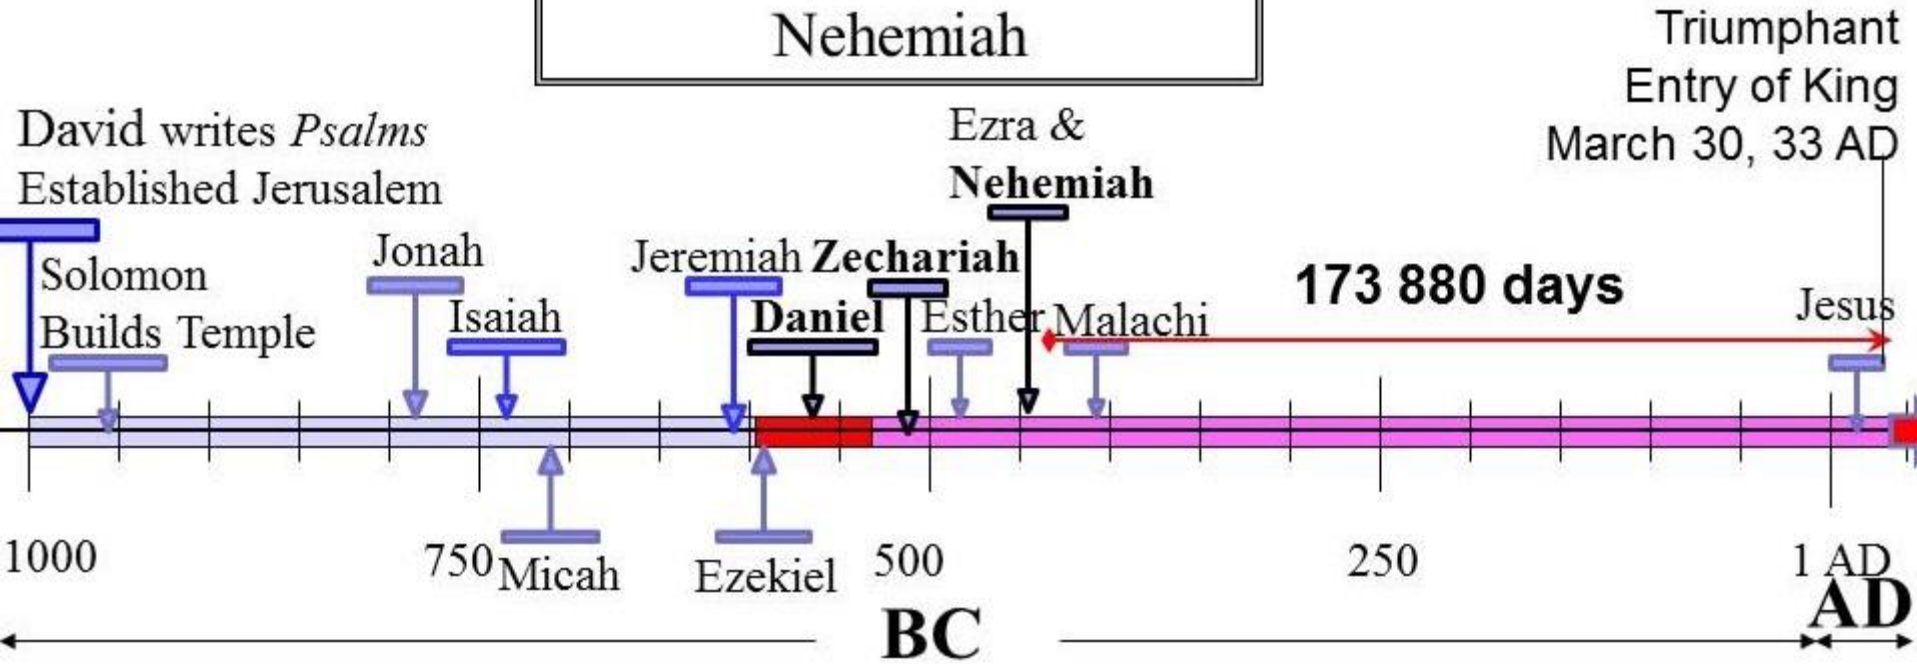 Nehemiah
Triumphant
Entry of King
March 30, 33 AD
David writes Psalms
Established Jerusalem
Ezra &
Nehemiah
Solomon
Builds Temple
Jonah
Isaiah
Jeremiah
Zechariah
Daniel
Esther
Malachi
173 880 days
Jesus
1000
750
Micah
Ezekiel
500
250
1 AD
BC
AD